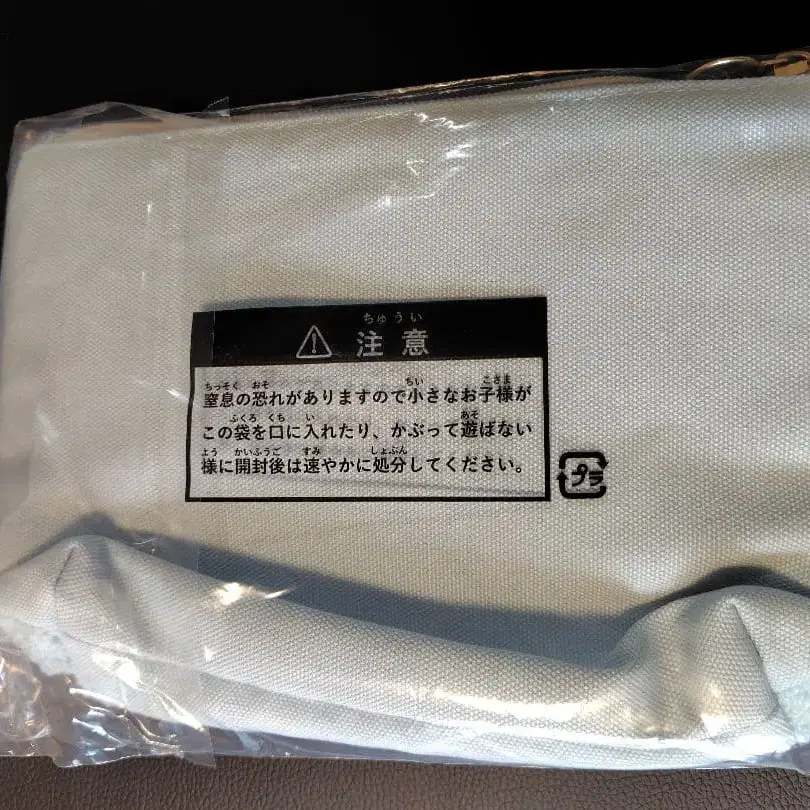 ちゅうい
注意
ちっそく おそ ちい こさま
窒息の恐れがありますので小さなお子様が
ふくろ くち い あそ
この袋を口に入れたり、かぶって遊ばない
よう かいふうご すみ しょぶん
様に開封後は速やかに処分してください。
プラ